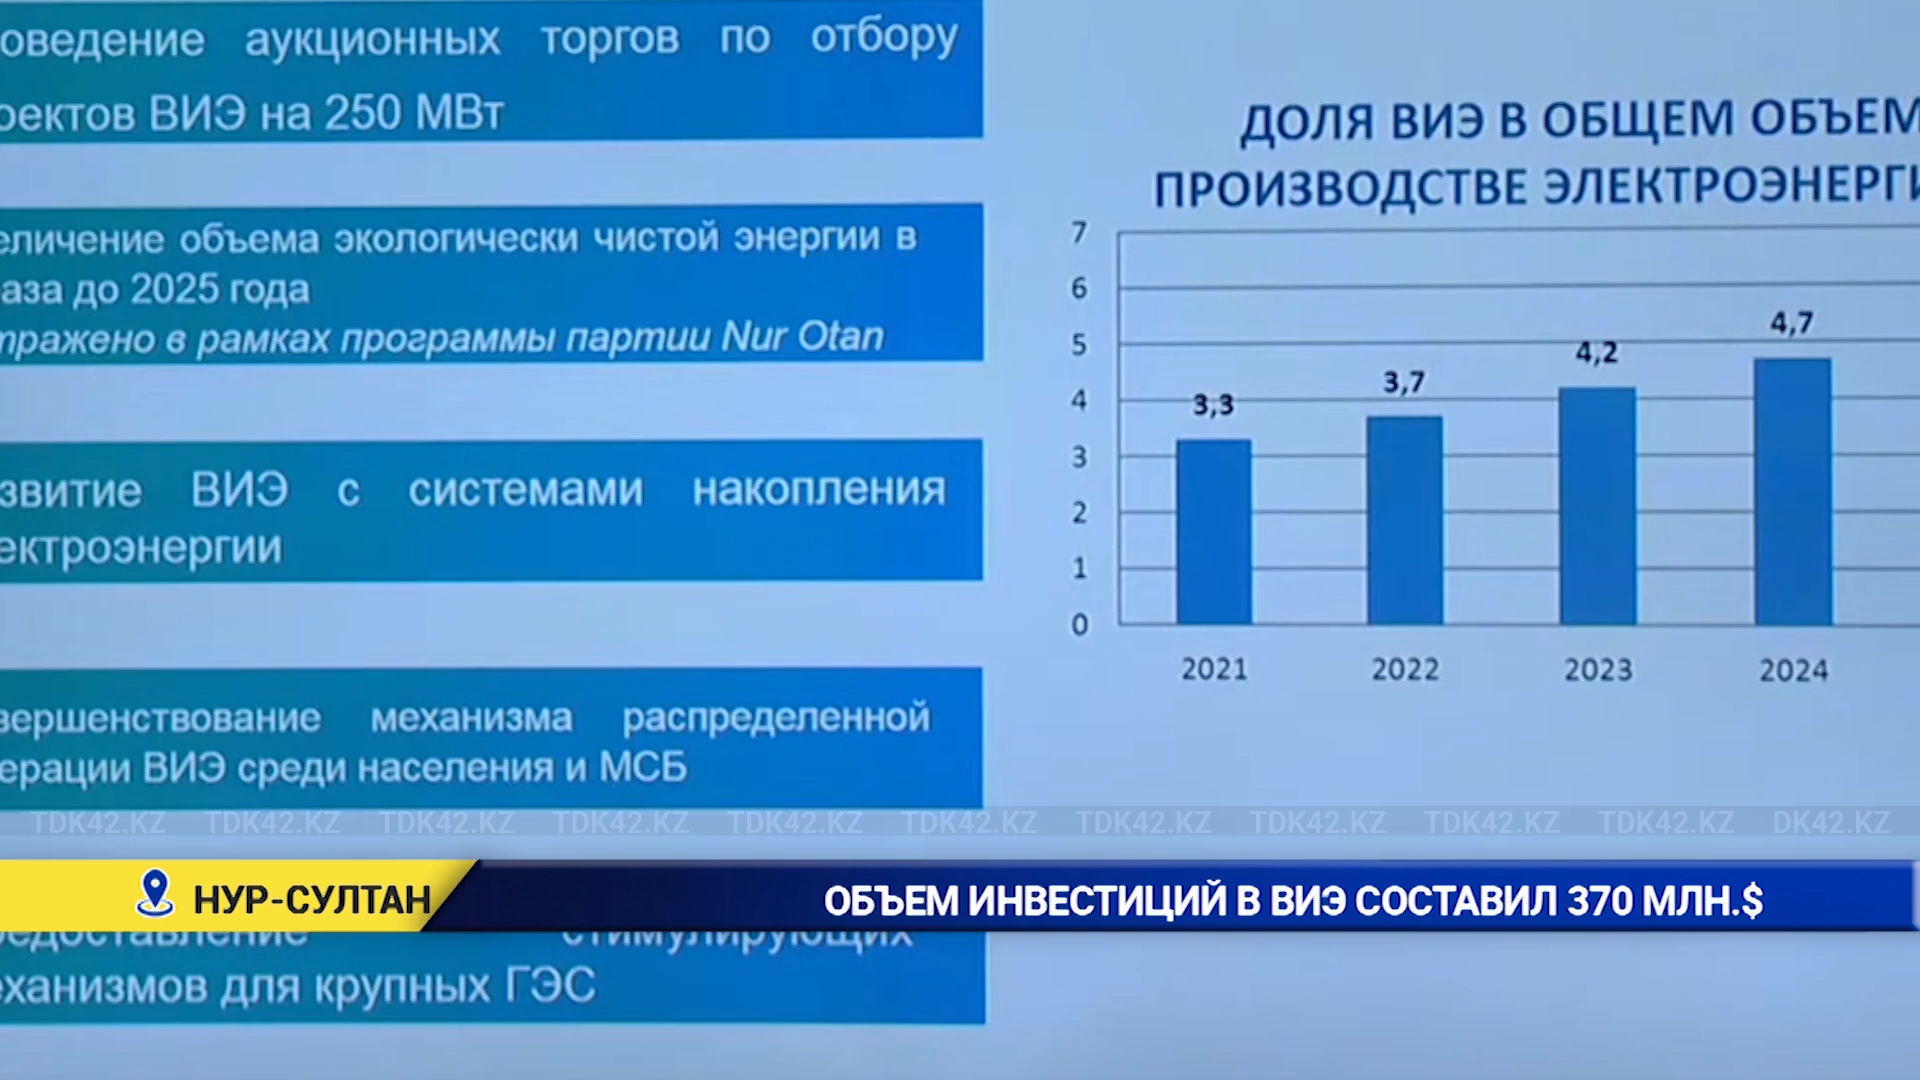 оведение аукционных торгов по отбору
оектов ВИЭ на 250 МВт
еличение объема экологически чистой энергии в
аза до 2025 года
тражено в рамках программы партии Nur Otan
звитие ВИЭ с системами накопления
ектроэнергии
вершенствование механизма распределенной
ерации ВИЭ среди населения и МСБ
едоставление стимулирующих
еханизмов для крупных ГЭС
ДОЛЯ ВИЭ В ОБЩЕМ ОБЪЕМ
ПРОИЗВОДСТВЕ ЭЛЕКТРОЭНЕРГИ
7
6
5
4
3
2
1
0
3,3
3,7
4,2
4,7
2021 2022 2023 2024
TDK42.KZ TDK42.KZ TDK42.KZ TDK42.KZ TDK42.KZ TDK42.KZ TDK42.KZ TDK42.KZ TDK42.KZ TDK42.KZ DK42.KZ
НУР-СУЛТАН
ОБЪЕМ ИНВЕСТИЦИЙ В ВИЭ СОСТАВИЛ 370 МЛН.$